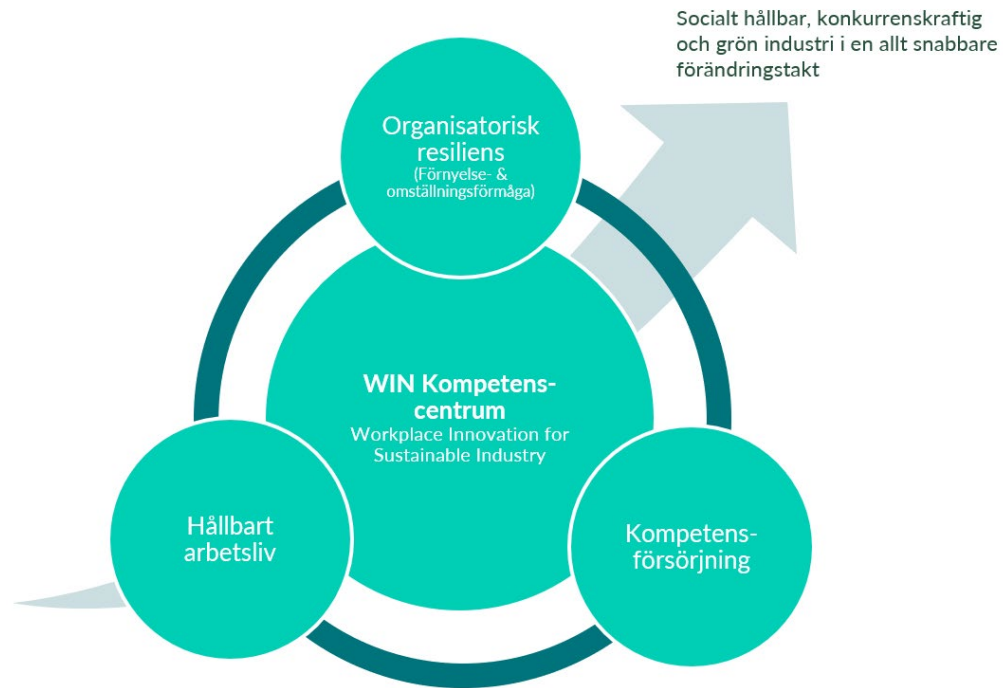 Socialt hållbar, konkurrenskraftig
och grön industri i en allt snabbare
förändringstakt
Organisatorisk
resiliens
(Förnyelse- &
omställningsförmåga)
WIN Kompetens-
centrum
Workplace Innovation for
Sustainable Industry
Hållbart
arbetsliv
Kompetens-
försörjning